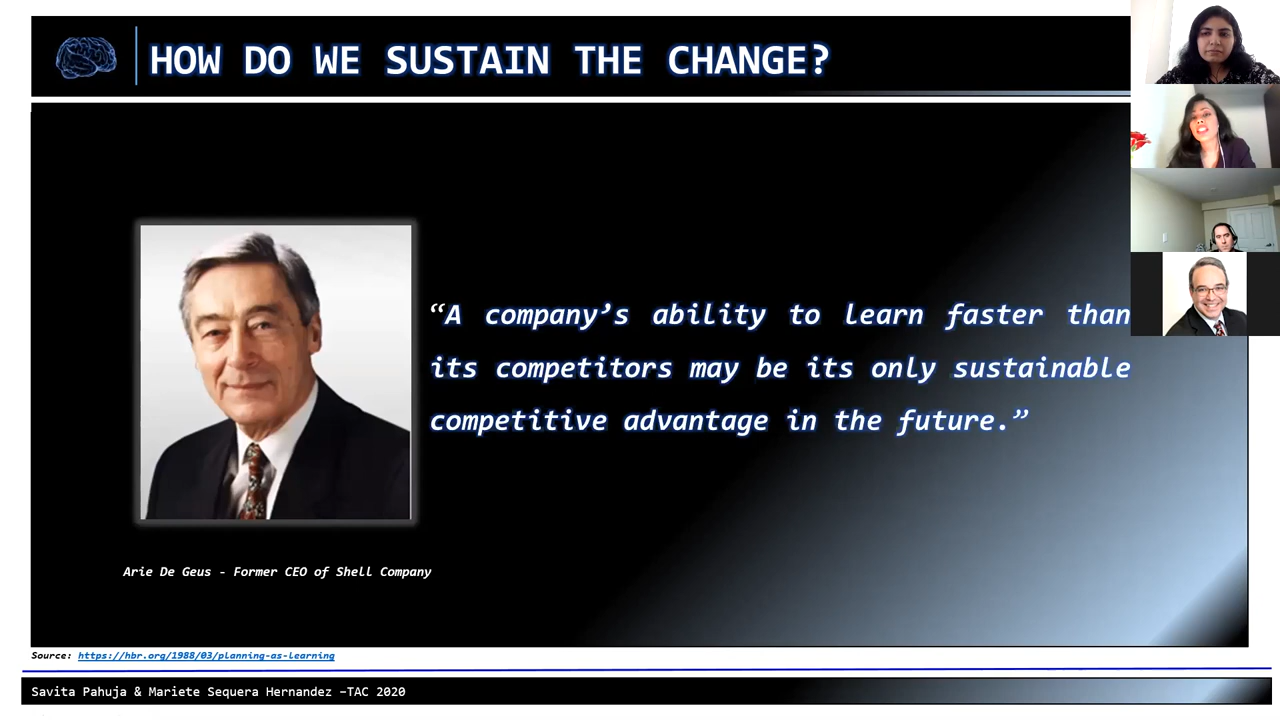 HOW DO WE SUSTAIN THE CHANGE?
“A company’s ability to learn faster than
its competitors may be its only sustainable
competitive advantage in the future.”
Arie De Geus - Former CEO of Shell Company
Source: https://hbr.org/1988/03/planning-as-learning
Savita Pahuja & Mariete Sequera Hernandez –TAC 2020